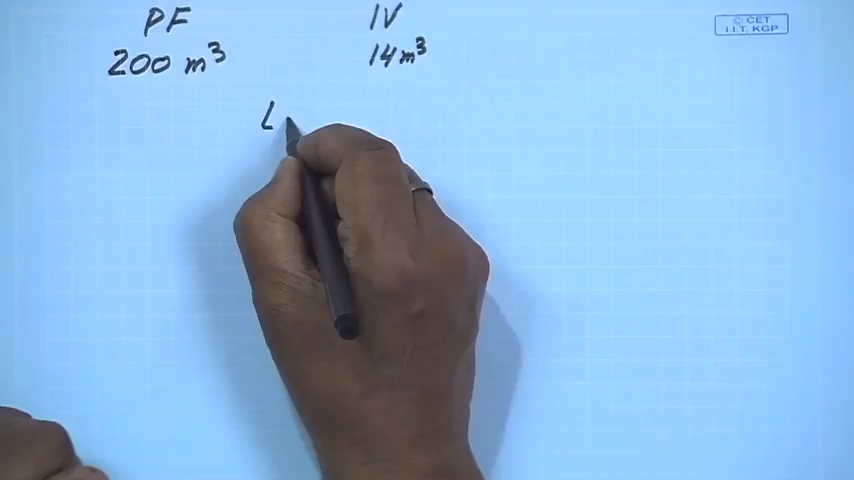 PF IV
© CET
I.I.T. KGP
200 m³ 14 m³
L